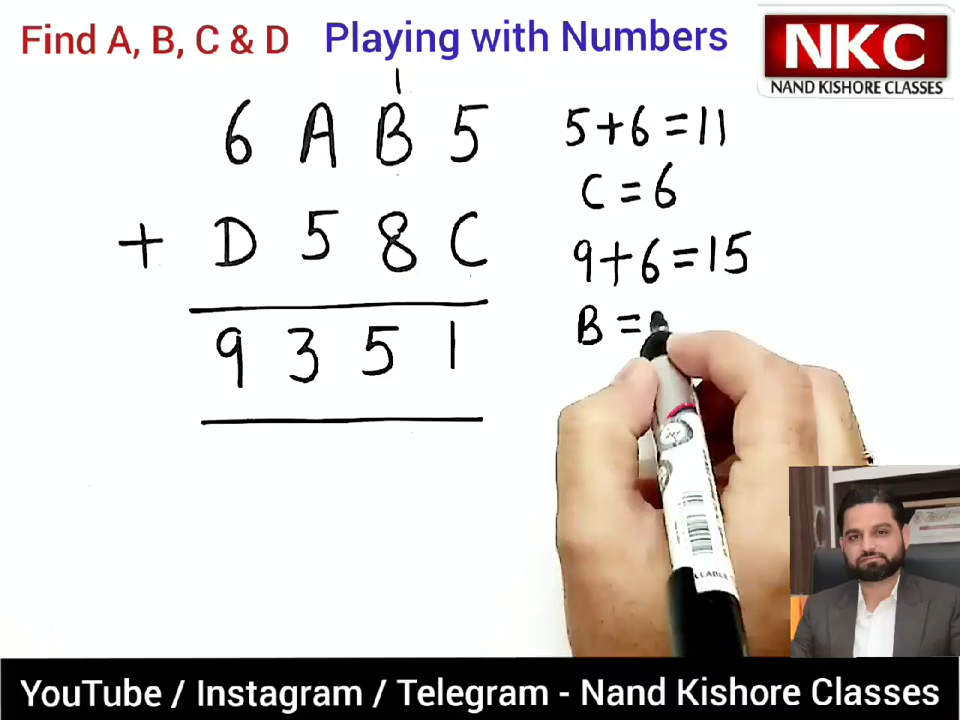 Find A, B, C & D Playing with Numbers
NKC
NAND KISHORE CLASSES
1
6 A B 5
+ D 5 8 C
9 3 5 1
5+6=11
C=6
9+6=15
B=
YouTube / Instagram / Telegram - Nand Kishore Classes